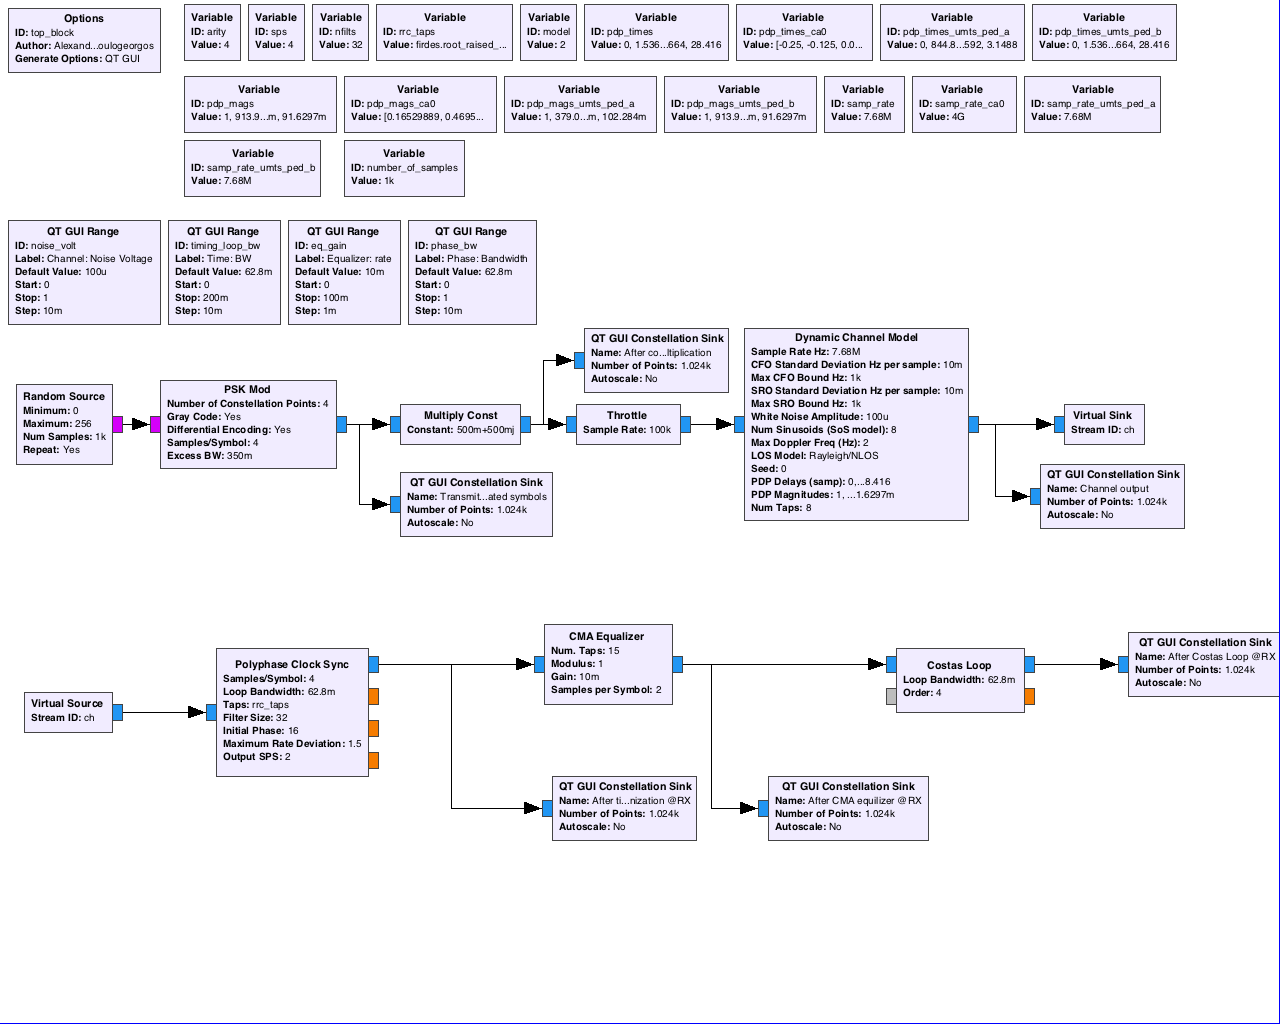 Options
ID: top_block
Author: Alexand...oulogeorgos
Generate Options: QT GUI
Variable
ID: arity
Value: 4
Variable
ID: sps
Value: 4
Variable
ID: nfilts
Value: 32
Variable
ID: rrc_taps
Value: firdes.root_raised_...
Variable
ID: model
Value: 2
Variable
ID: pdp_times
Value: 0, 1.536...664, 28.416
Variable
ID: pdp_times_ca0
Value: [-0.25, -0.125, 0.0...
Variable
ID: pdp_times_umts_ped_a
Value: 0, 844.8...592, 3.1488
Variable
ID: pdp_times_umts_ped_b
Value: 0, 1.536...664, 28.416
Variable
ID: pdp_mags
Value: 1, 913.9...m, 91.6297m
Variable
ID: pdp_mags_ca0
Value: [0.16529889, 0.4695...
Variable
ID: pdp_mags_umts_ped_a
Value: 1, 379.0...m, 102.284m
Variable
ID: pdp_mags_umts_ped_b
Value: 1, 913.9...m, 91.6297m
Variable
ID: samp_rate
Value: 7.68M
Variable
ID: samp_rate_ca0
Value: 4G
Variable
ID: samp_rate_umts_ped_a
Value: 7.68M
Variable
ID: samp_rate_umts_ped_b
Value: 7.68M
Variable
ID: number_of_samples
Value: 1k
QT GUI Range
ID: noise_volt
Label: Channel: Noise Voltage
Default Value: 100u
Start: 0
Stop: 1
Step: 10m
QT GUI Range
ID: timing_loop_bw
Label: Time: BW
Default Value: 62.8m
Start: 0
Stop: 200m
Step: 10m
QT GUI Range
ID: eq_gain
Label: Equalizer: rate
Default Value: 10m
Start: 0
Stop: 100m
Step: 1m
QT GUI Range
ID: phase_bw
Label: Phase: Bandwidth
Default Value: 62.8m
Start: 0
Stop: 1
Step: 10m
Random Source
Minimum: 0
Maximum: 256
Num Samples: 1k
Repeat: Yes
PSK Mod
Number of Constellation Points: 4
Gray Code: Yes
Differential Encoding: Yes
Samples/Symbol: 4
Excess BW: 350m
Multiply Const
Constant: 500m+500mj
QT GUI Constellation Sink
Name: Transmit...ated symbols
Number of Points: 1.024k
Autoscale: No
QT GUI Constellation Sink
Name: After co...ltiplication
Number of Points: 1.024k
Autoscale: No
Throttle
Sample Rate: 100k
Dynamic Channel Model
Sample Rate Hz: 7.68M
CFO Standard Deviation Hz per sample: 10m
Max CFO Bound Hz: 1k
SRO Standard Deviation Hz per sample: 10m
Max SRO Bound Hz: 1k
White Noise Amplitude: 100u
Num Sinusoids (SoS model): 8
Max Doppler Freq (Hz): 2
LOS Model: Rayleigh/NLOS
Seed: 0
PDP Delays (samp): 0,...8.416
PDP Magnitudes: 1, ...1.6297m
Num Taps: 8
Virtual Sink
Stream ID: ch
QT GUI Constellation Sink
Name: Channel output
Number of Points: 1.024k
Autoscale: No
Virtual Source
Stream ID: ch
Polyphase Clock Sync
Samples/Symbol: 4
Loop Bandwidth: 62.8m
Taps: rrc_taps
Filter Size: 32
Initial Phase: 16
Maximum Rate Deviation: 1.5
Output SPS: 2
CMA Equalizer
Num. Taps: 15
Modulus: 1
Gain: 10m
Samples per Symbol: 2
Costas Loop
Loop Bandwidth: 62.8m
Order: 4
QT GUI Constellation Sink
Name: After Costas Loop @RX
Number of Points: 1.024k
Autoscale: No
QT GUI Constellation Sink
Name: After ti...nization @RX
Number of Points: 1.024k
Autoscale: No
QT GUI Constellation Sink
Name: After CMA equilizer @RX
Number of Points: 1.024k
Autoscale: No